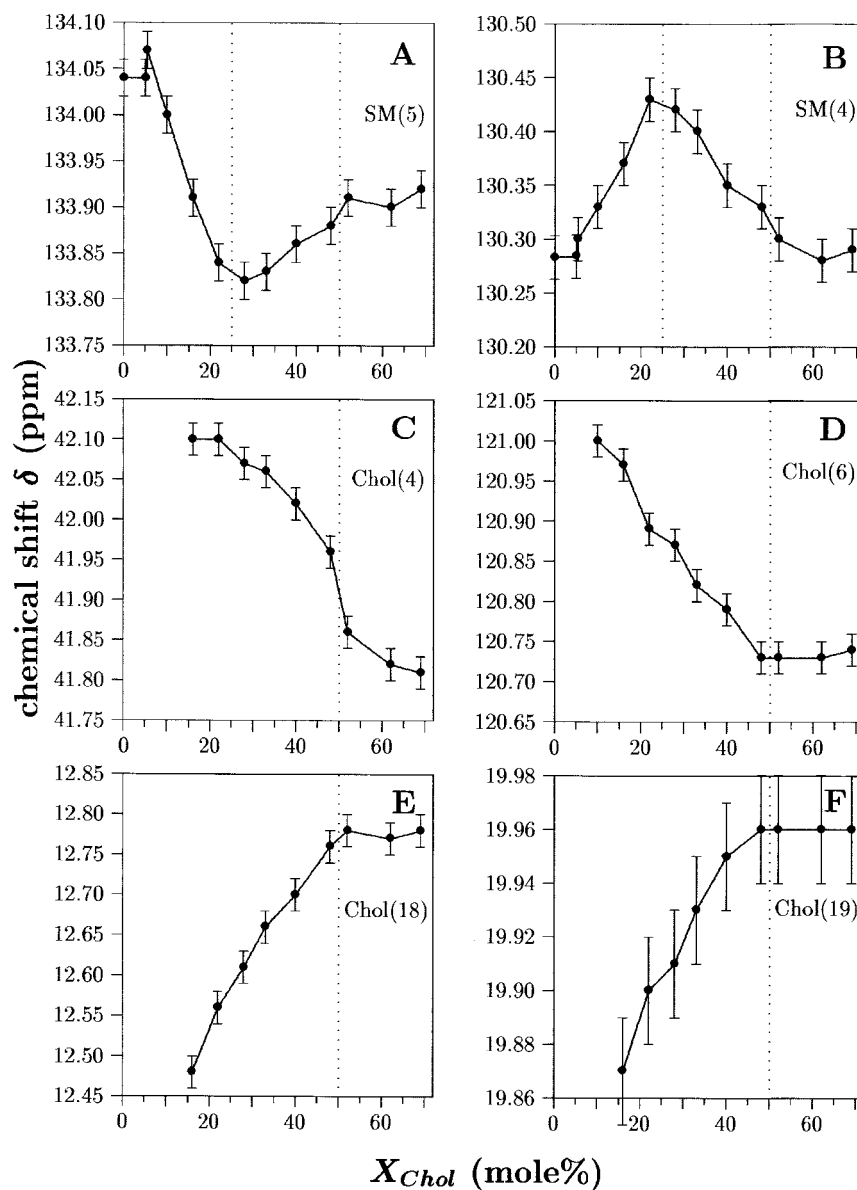 134.10
134.05
134.00
133.95
133.90
133.85
133.80
133.75
A
SM(5)
0 20 40 60
130.50
130.45
130.40
130.35
130.30
130.25
130.20
B
SM(4)
0 20 40 60
chemical shift δ (ppm)
42.15
42.10
42.05
42.00
41.95
41.90
41.85
41.80
41.75
C
Chol(4)
0 20 40 60
121.05
121.00
120.95
120.90
120.85
120.80
120.75
120.70
120.65
D
Chol(6)
0 20 40 60
12.85
12.80
12.70
12.65
12.60
12.50
12.45
E
Chol(18)
0 20 40 60
19.98
19.96
19.94
19.92
19.90
19.88
19.86
F
Chol(19)
0 20 40 60
X_Chol (mole%)